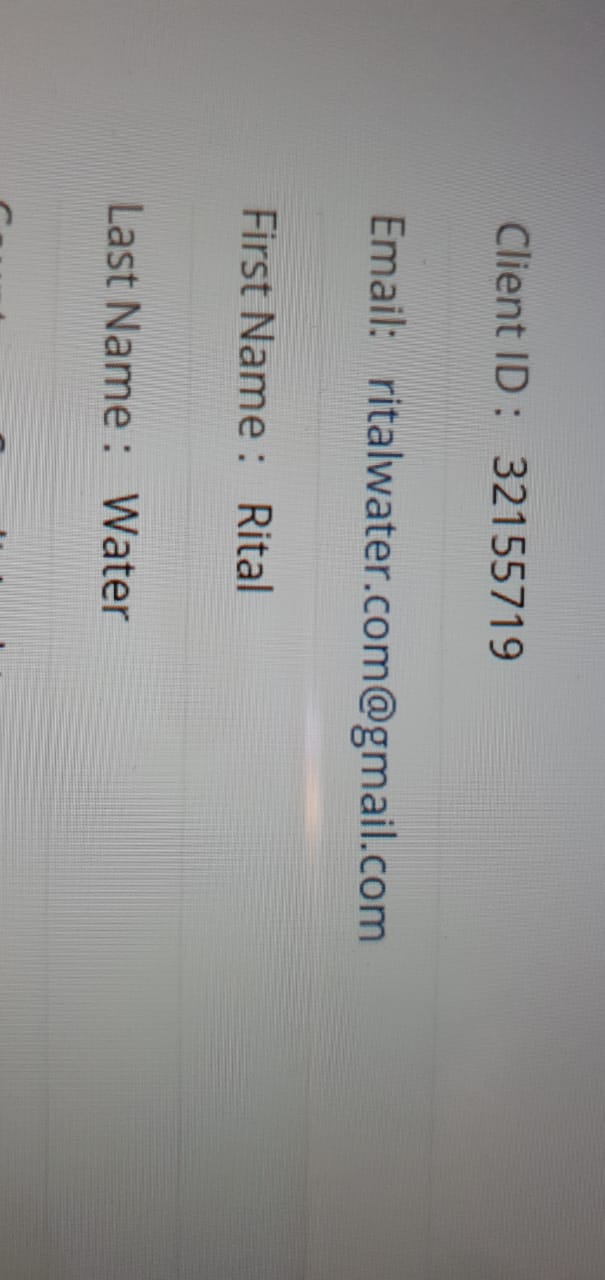 Client ID : 32155719
Email: ritalwater.com@gmail.com
First Name : Rital
Last Name : Water